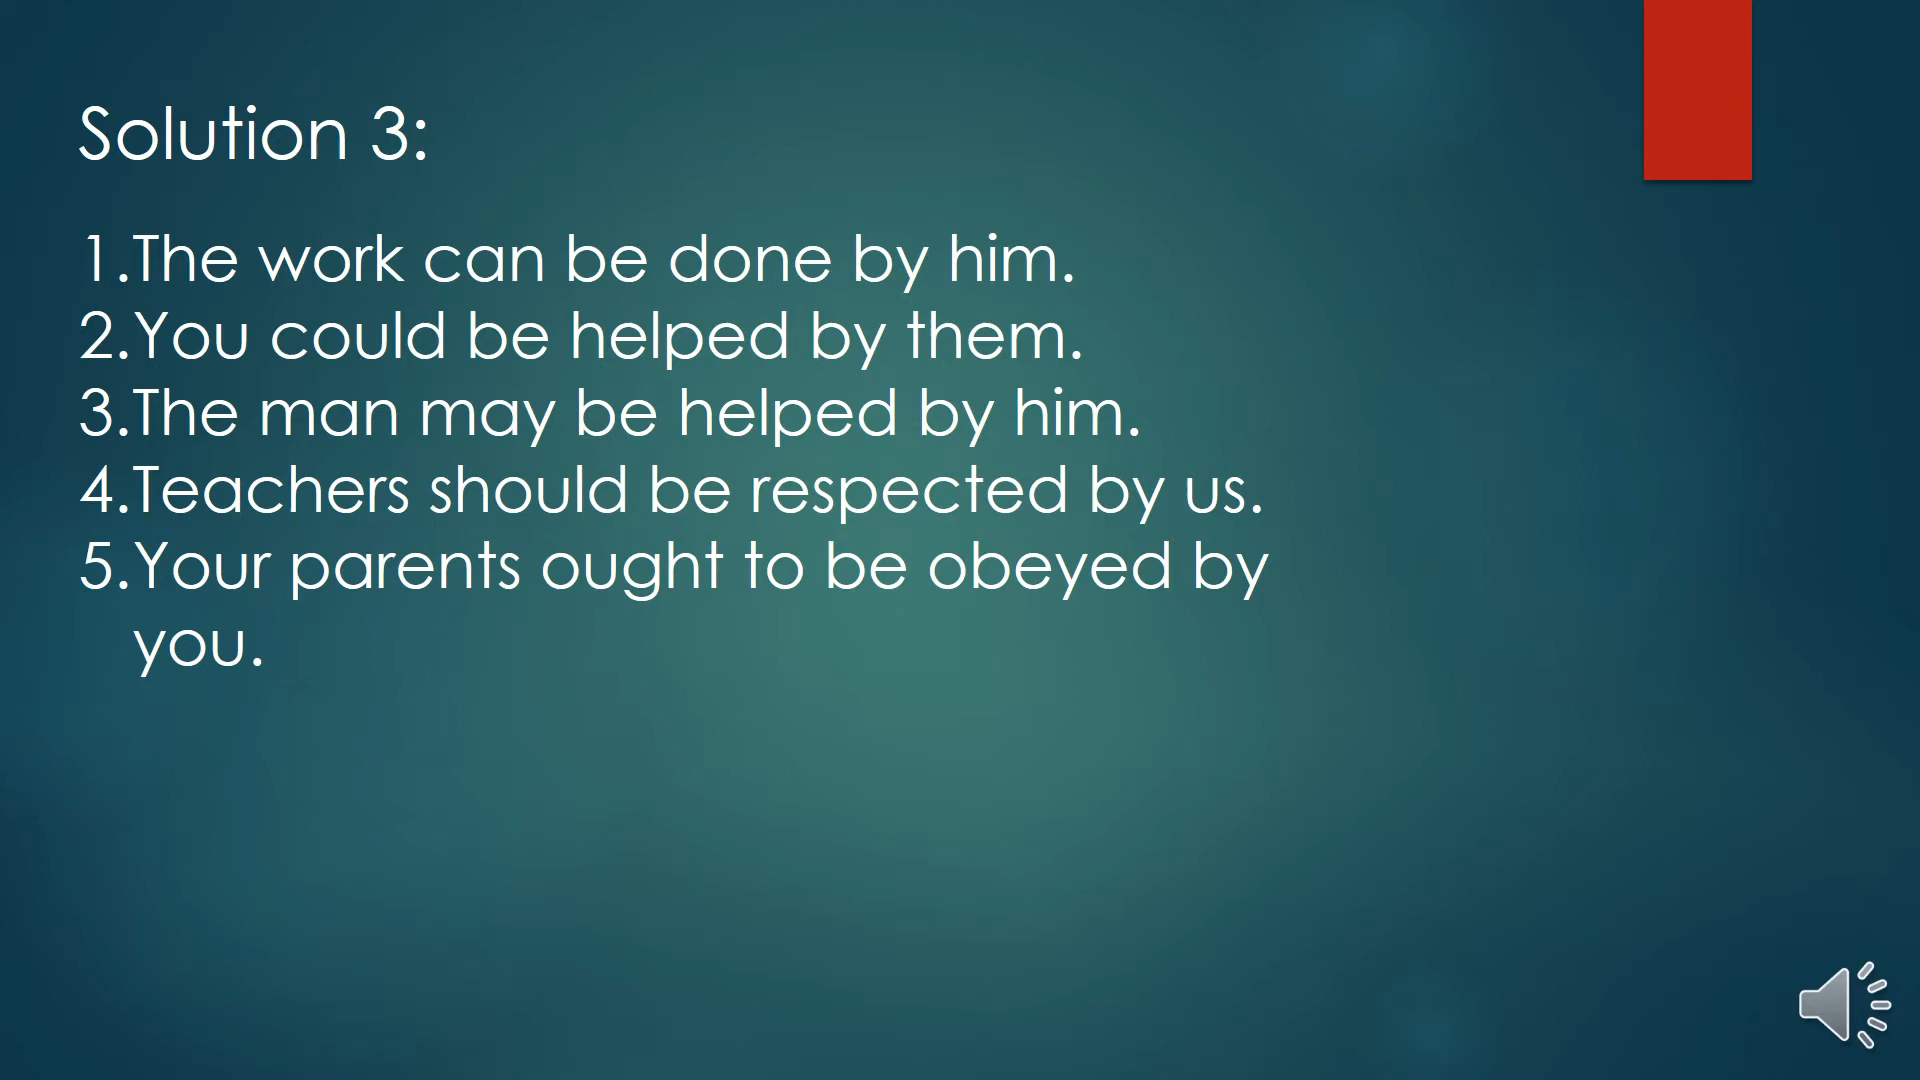 Solution 3:
1.The work can be done by him.
2.You could be helped by them.
3.The man may be helped by him.
4.Teachers should be respected by us.
5.Your parents ought to be obeyed by
you.